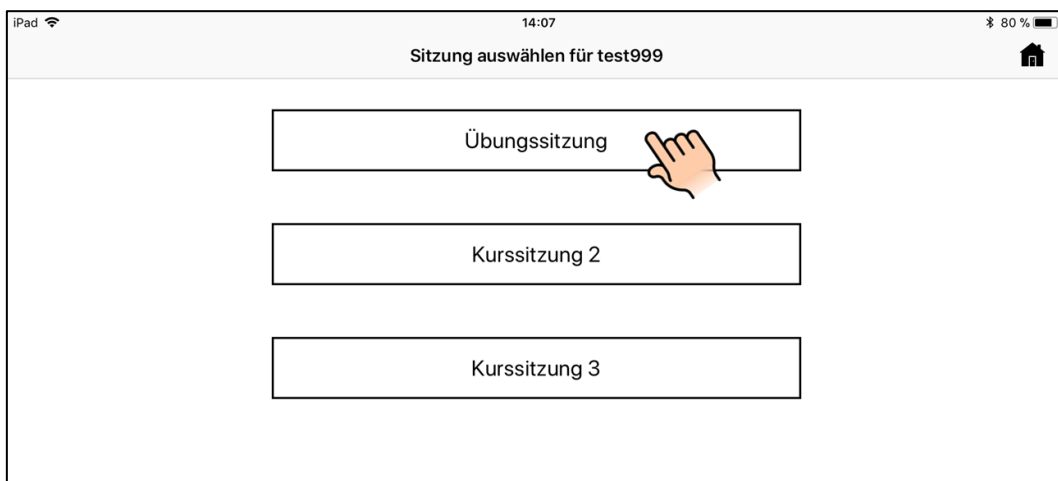 iPad 14:07 80 %
Sitzung auswählen für test999
Übungssitzung
Kurssitzung 2
Kurssitzung 3